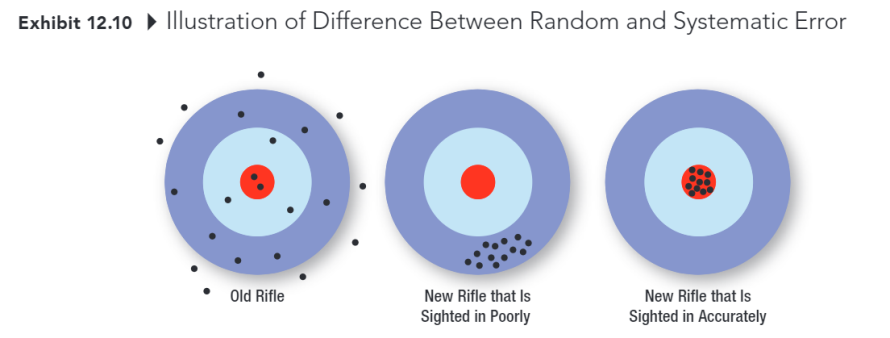 Exhibit 12.10 ▶ Illustration of Difference Between Random and Systematic Error
Old Rifle
New Rifle that Is
Sighted in Poorly
New Rifle that Is
Sighted in Accurately